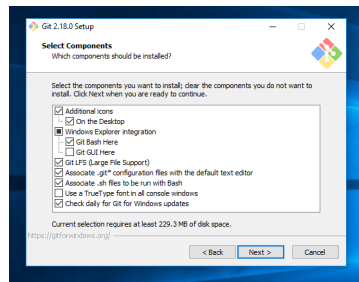 Git 2.18.0 Setup
Select Components
Which components should be installed?
Select the components you want to install; clear the components you do not want to
install. Click Next when you are ready to continue.
Additional icons
On the Desktop
Windows Explorer integration
Git Bash Here
Git GUI Here
Git LFS (Large File Support)
Associate .git* configuration files with the default text editor
Associate .sh files to be run with Bash
Use a TrueType font in all console windows
Check daily for Git for Windows updates
Current selection requires at least 229.3 MB of disk space.
https://gitforwindows.org/
< Back Next > Cancel